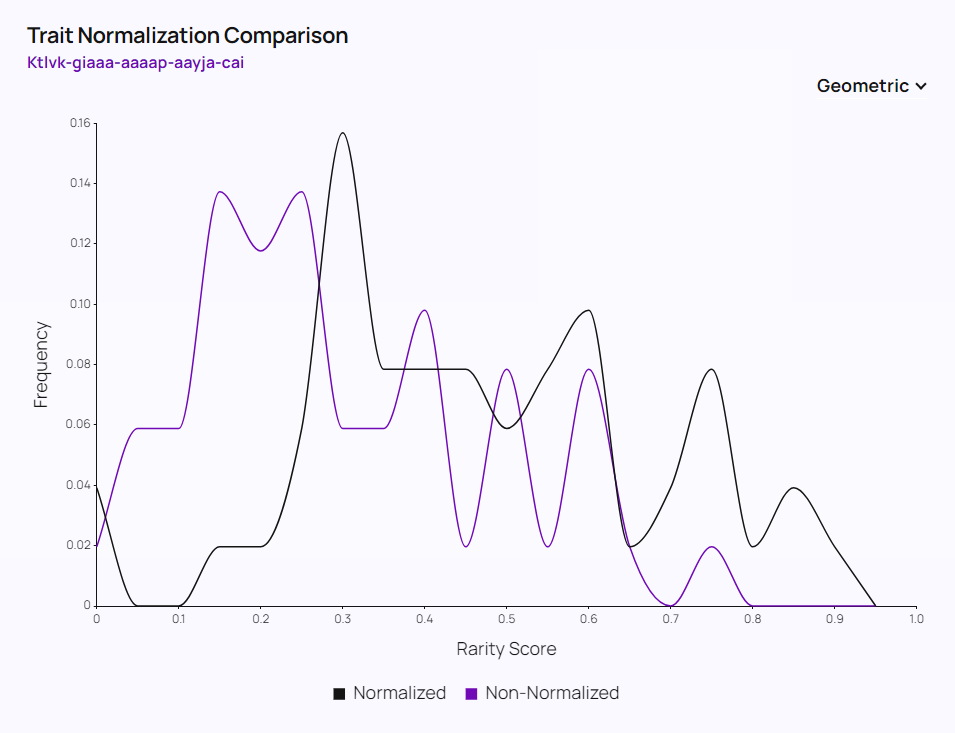 Trait Normalization Comparison
Ktlvk-giaaa-aaaap-aayja-cai
Geometric
0.16
0.14
0.12
0.10
0.08
0.06
0.04
0.02
0
Frequency
0 0.1 0.2 0.3 0.4 0.5 0.6 0.7 0.8 0.9 1.0
Rarity Score
Normalized Non-Normalized